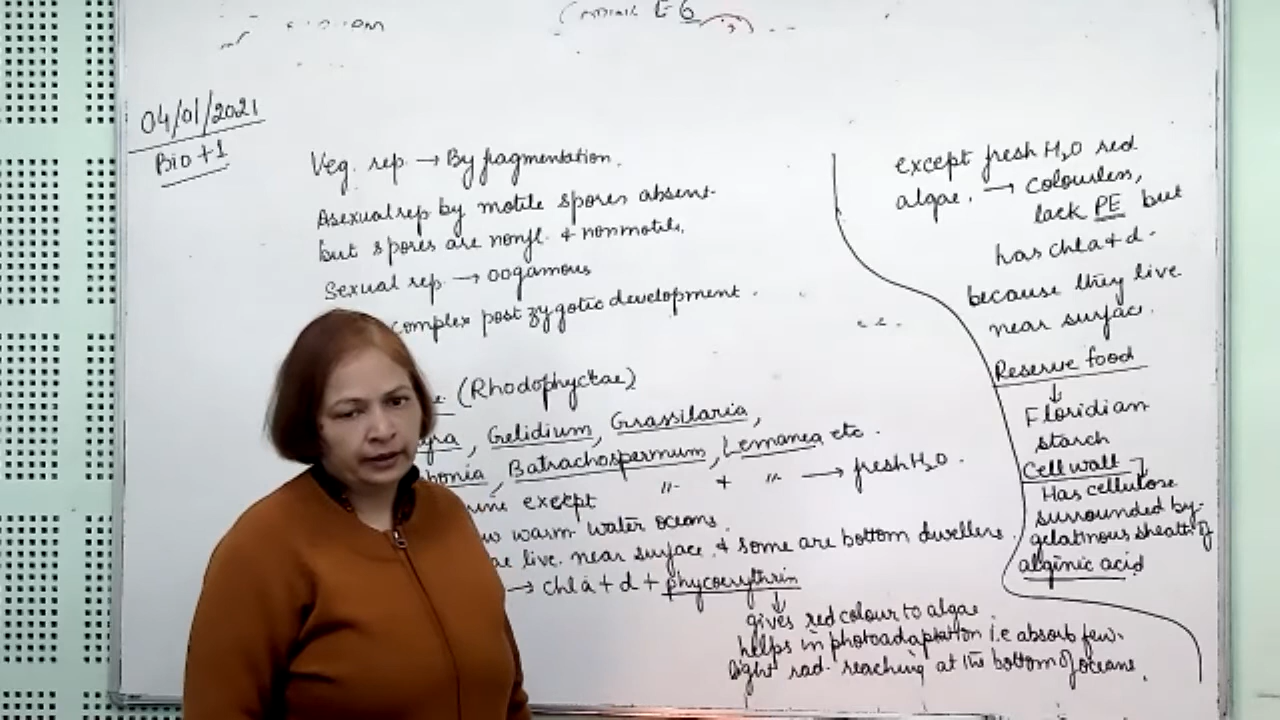 04/01/2021
Bio +1
Veg. rep. → By fragmentation.
Asexual rep by motile spores absent
but spores are nonfl. & nonmotile.
Sexual rep. → oogamous
complex post zygotic development.
(Rhodophyctae)
Gelidium, Grassilaria,
Batrachospermum, Lemanea etc.
except " + " → fresh H2O.
warm water oceans.
live near surface & some are bottom dwellers.
→ chl a + d + phycoerythrin
↓
gives red colour to algae.
helps in photoadaptation i.e absorb few
light rad. reaching at the bottom of oceans.
except fresh H2O red
algae. → colourless,
lack PE but
has chl a + d.
because they live
near surface.
Reserve food
↓
Floridian
starch
Cell wall
Has cellulose
surrounded by
gelatinous sheath of
alginic acid